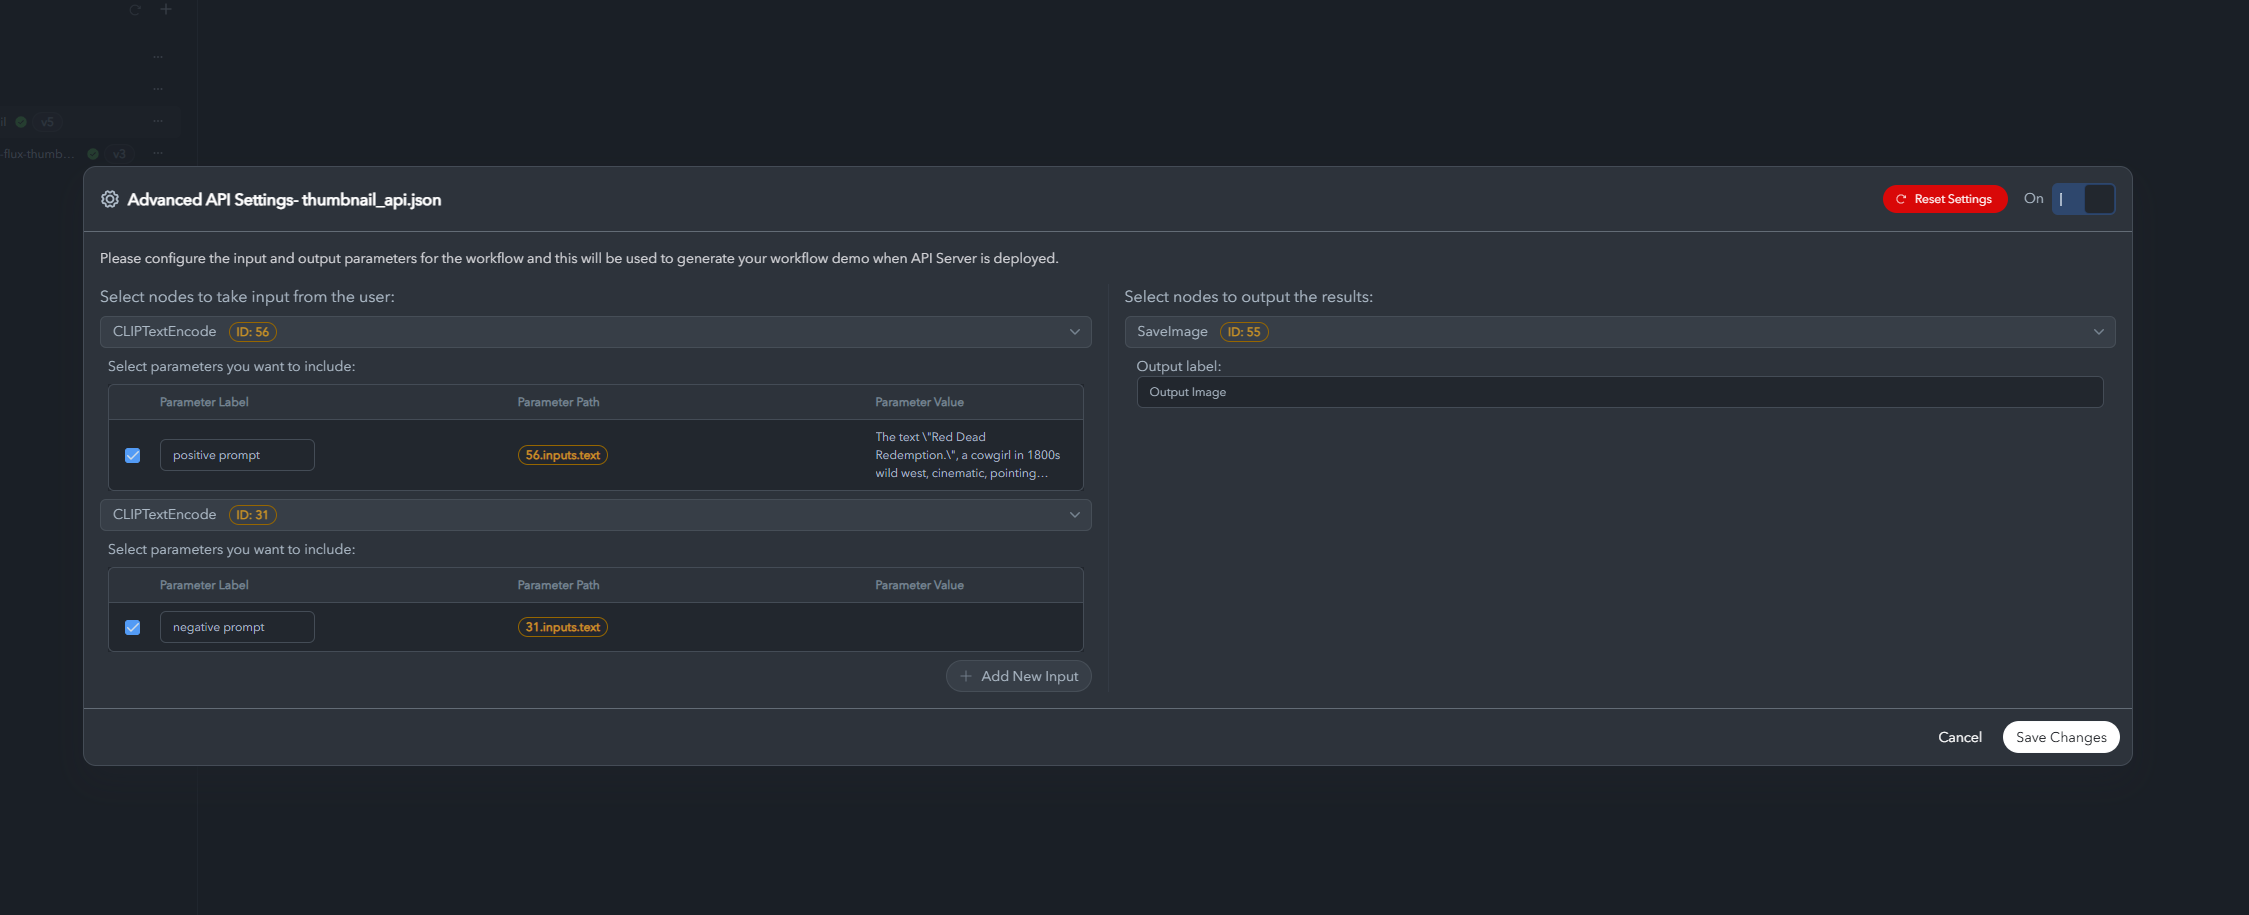 il v5
-flux-thumb... v3
Advanced API Settings- thumbnail_api.json
Reset Settings
On
Please configure the input and output parameters for the workflow and this will be used to generate your workflow demo when API Server is deployed.
Select nodes to take input from the user:
CLIPTextEncode ID: 56
Select parameters you want to include:
Parameter Label Parameter Path Parameter Value
positive prompt 56.inputs.text
The text \"Red Dead
Redemption.\", a cowgirl in 1800s
wild west, cinematic, pointing...
CLIPTextEncode ID: 31
Select parameters you want to include:
Parameter Label Parameter Path Parameter Value
negative prompt 31.inputs.text
+ Add New Input
Select nodes to output the results:
SaveImage ID: 55
Output label:
Output Image
Cancel
Save Changes